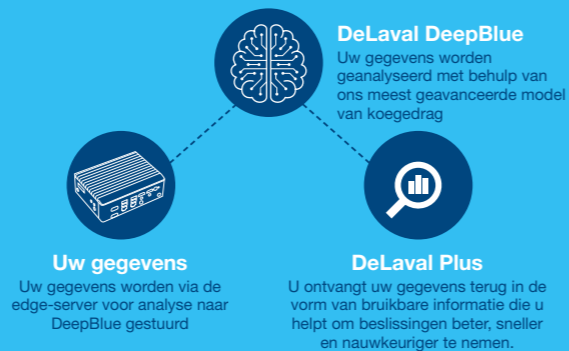 DeLaval DeepBlue
Uw gegevens worden
geanalyseerd met behulp van
ons meest geavanceerde model
van koegedrag
Uw gegevens
Uw gegevens worden via de
edge-server voor analyse naar
DeepBlue gestuurd
DeLaval Plus
U ontvangt uw gegevens terug in de
vorm van bruikbare informatie die u
helpt om beslissingen beter, sneller
en nauwkeuriger te nemen.